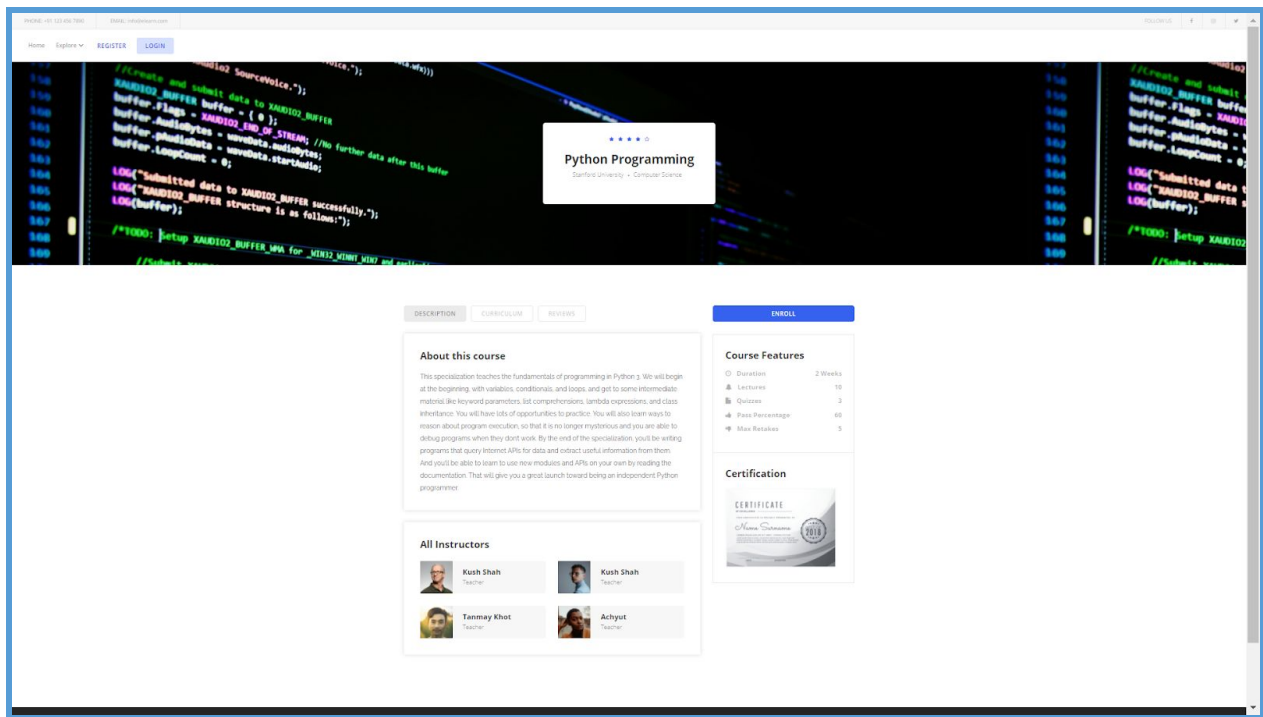 PHONE: +91 123 456 7890 EMAIL: info@elearn.com FOLLOW US
Home Explore REGISTER LOGIN
Python Programming
Stanford University • Computer Science
audio2 SourceVoice.");
//Create and submit data to XAUDIO2_BUFFER
XAUDIO2_BUFFER buffer = { 0 };
buffer.Flags = XAUDIO2_END_OF_STREAM; //No further data after this buffer
buffer.AudioBytes = waveData.audioBytes;
buffer.pAudioData = waveData.startAudio;
buffer.LoopCount = 0;
LOG("Submitted data to XAUDIO2_BUFFER successfully.");
LOG("XAUDIO2_BUFFER structure is as follows:");
LOG(buffer);
/*TODO: Setup XAUDIO2_BUFFER_WMA for _WIN32_WINNT_WIN7 and
DESCRIPTION CURRICULUM REVIEWS
ENROLL
About this course
This specialization teaches the fundamentals of programming in Python 3. We will begin
at the beginning, with variables, conditionals, and loops, and get to some intermediate
material like keyword parameters, list comprehensions, lambda expressions, and class
inheritance. You will have lots of opportunities to practice. You will also learn ways to
reason about program execution, so that it is no longer mysterious and you are able to
debug programs when they dont work. By the end of the specialization, youll be writing
programs that query Internet APIs for data and extract useful information from them.
And youll be able to learn to use new modules and APIs on your own by reading the
documentation. That will give you a great launch toward being an independent Python
programmer.
Course Features
Duration 2 Weeks
Lectures 10
Quizzes 3
Pass Percentage 60
Max Retakes 5
Certification
CERTIFICATE
Name Surname
2018
All Instructors
Kush Shah
Teacher
Kush Shah
Teacher
Tanmay Khot
Teacher
Achyut
Teacher